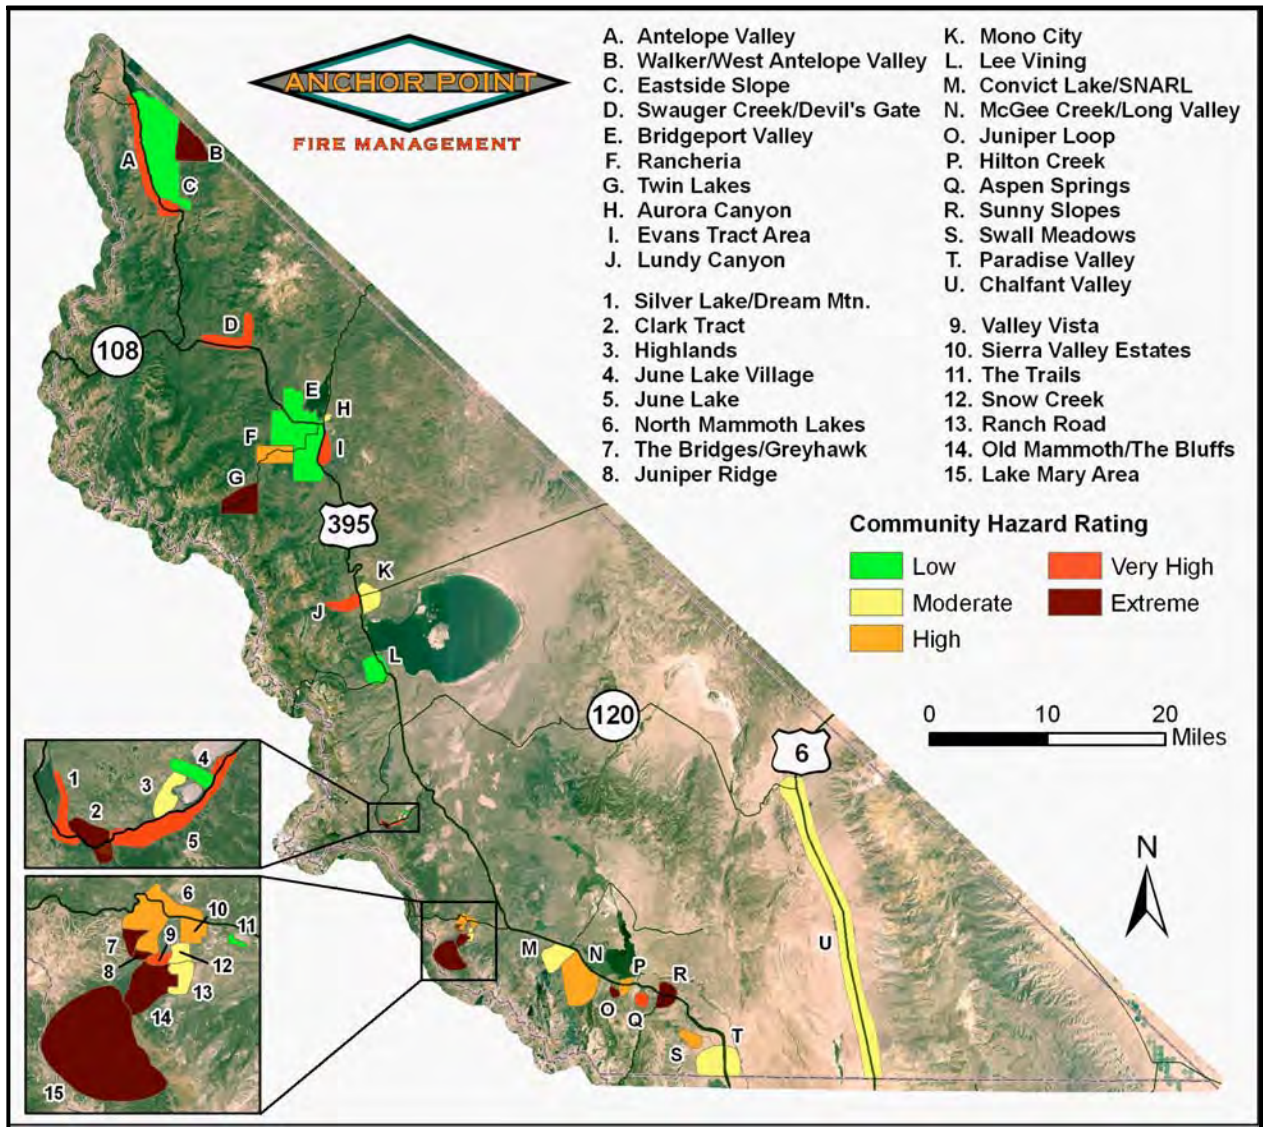 ANCHOR POINT
FIRE MANAGEMENT
A. Antelope Valley
B. Walker/West Antelope Valley
C. Eastside Slope
D. Swauger Creek/Devil's Gate
E. Bridgeport Valley
F. Rancheria
G. Twin Lakes
H. Aurora Canyon
I. Evans Tract Area
J. Lundy Canyon
K. Mono City
L. Lee Vining
M. Convict Lake/SNARL
N. McGee Creek/Long Valley
O. Juniper Loop
P. Hilton Creek
Q. Aspen Springs
R. Sunny Slopes
S. Swall Meadows
T. Paradise Valley
U. Chalfant Valley
1. Silver Lake/Dream Mtn.
2. Clark Tract
3. Highlands
4. June Lake Village
5. June Lake
6. North Mammoth Lakes
7. The Bridges/Greyhawk
8. Juniper Ridge
9. Valley Vista
10. Sierra Valley Estates
11. The Trails
12. Snow Creek
13. Ranch Road
14. Old Mammoth/The Bluffs
15. Lake Mary Area
Community Hazard Rating
Low
Moderate
High
Very High
Extreme
0 10 20
Miles
N
A
B
C
D
108
E
H
F
I
G
395
K
J
L
120
6
1
2
3
4
5
6
10
11
7
9
8
12
13
14
15
M
N
P
R
O
Q
S
T
U